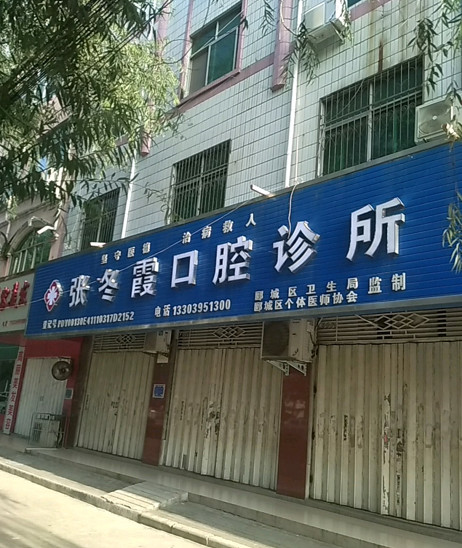 坚守医德 治病救人
张冬霞口腔诊所
电话 13303951300
郾城区卫生局
郾城区个体医师协会
监制